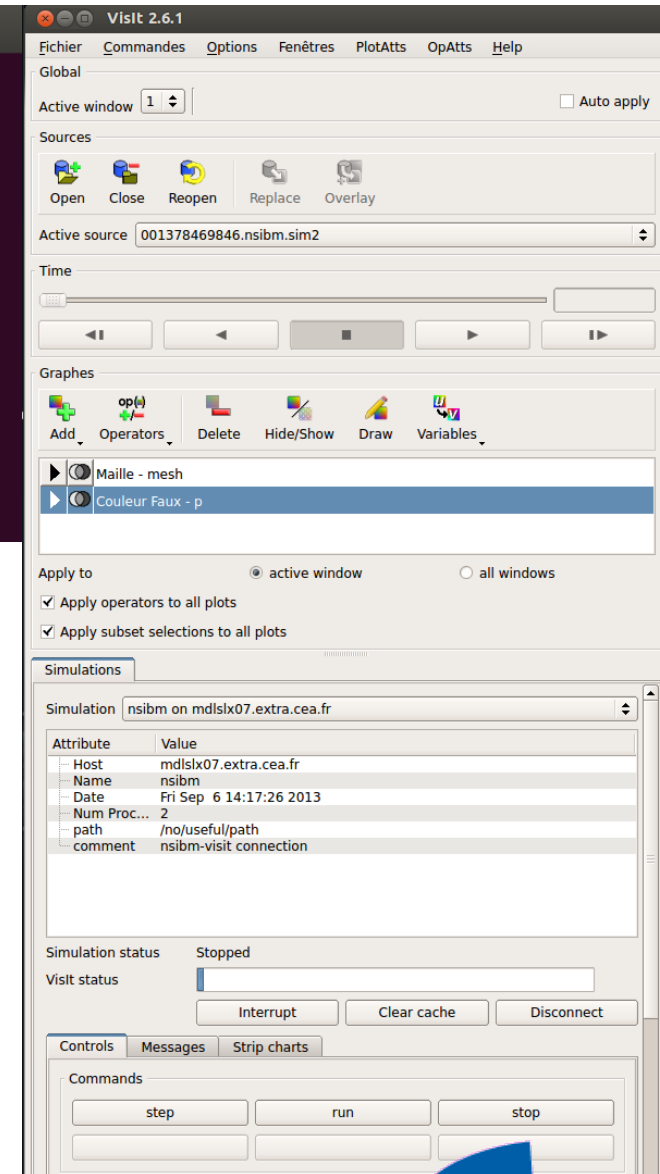 VisIt 2.6.1
Fichier Commandes Options Fenêtres PlotAtts OpAtts Help
Global
Active window 1 Auto apply
Sources
Open Close Reopen Replace Overlay
Active source 001378469846.nsibm.sim2
Time
Graphes
op(•) +/-
Add Operators Delete Hide/Show Draw Variables
Maille - mesh
Couleur Faux - p
Apply to active window all windows
Apply operators to all plots
Apply subset selections to all plots
Simulations
Simulation nsibm on mdlslx07.extra.cea.fr
Attribute Value
Host mdlslx07.extra.cea.fr
Name nsibm
Date Fri Sep 6 14:17:26 2013
Num Proc... 2
path /no/useful/path
comment nsibm-visit connection
Simulation status Stopped
VisIt status
Interrupt Clear cache Disconnect
Controls Messages Strip charts
Commands
step run stop